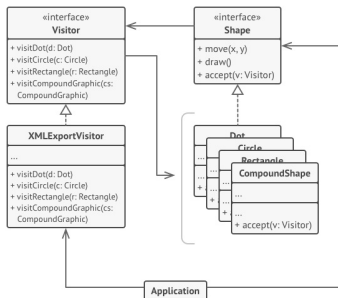 «interface»
Visitor
+ visitDot(d: Dot)
+ visitCircle(c: Circle)
+ visitRectangle(r: Rectangle)
+ visitCompoundGraphic(cs:
CompoundGraphic)
«interface»
Shape
+ move(x, y)
+ draw()
+ accept(v: Visitor)
XMLExportVisitor
...
+ visitDot(d: Dot)
+ visitCircle(c: Circle)
+ visitRectangle(r: Rectangle)
+ visitCompoundGraphic(cs:
CompoundGraphic)
Dot
...
...
+
Circle
...
...
+
Rectangle
...
...
+
CompoundShape
...
...
+ accept(v: Visitor)
Application